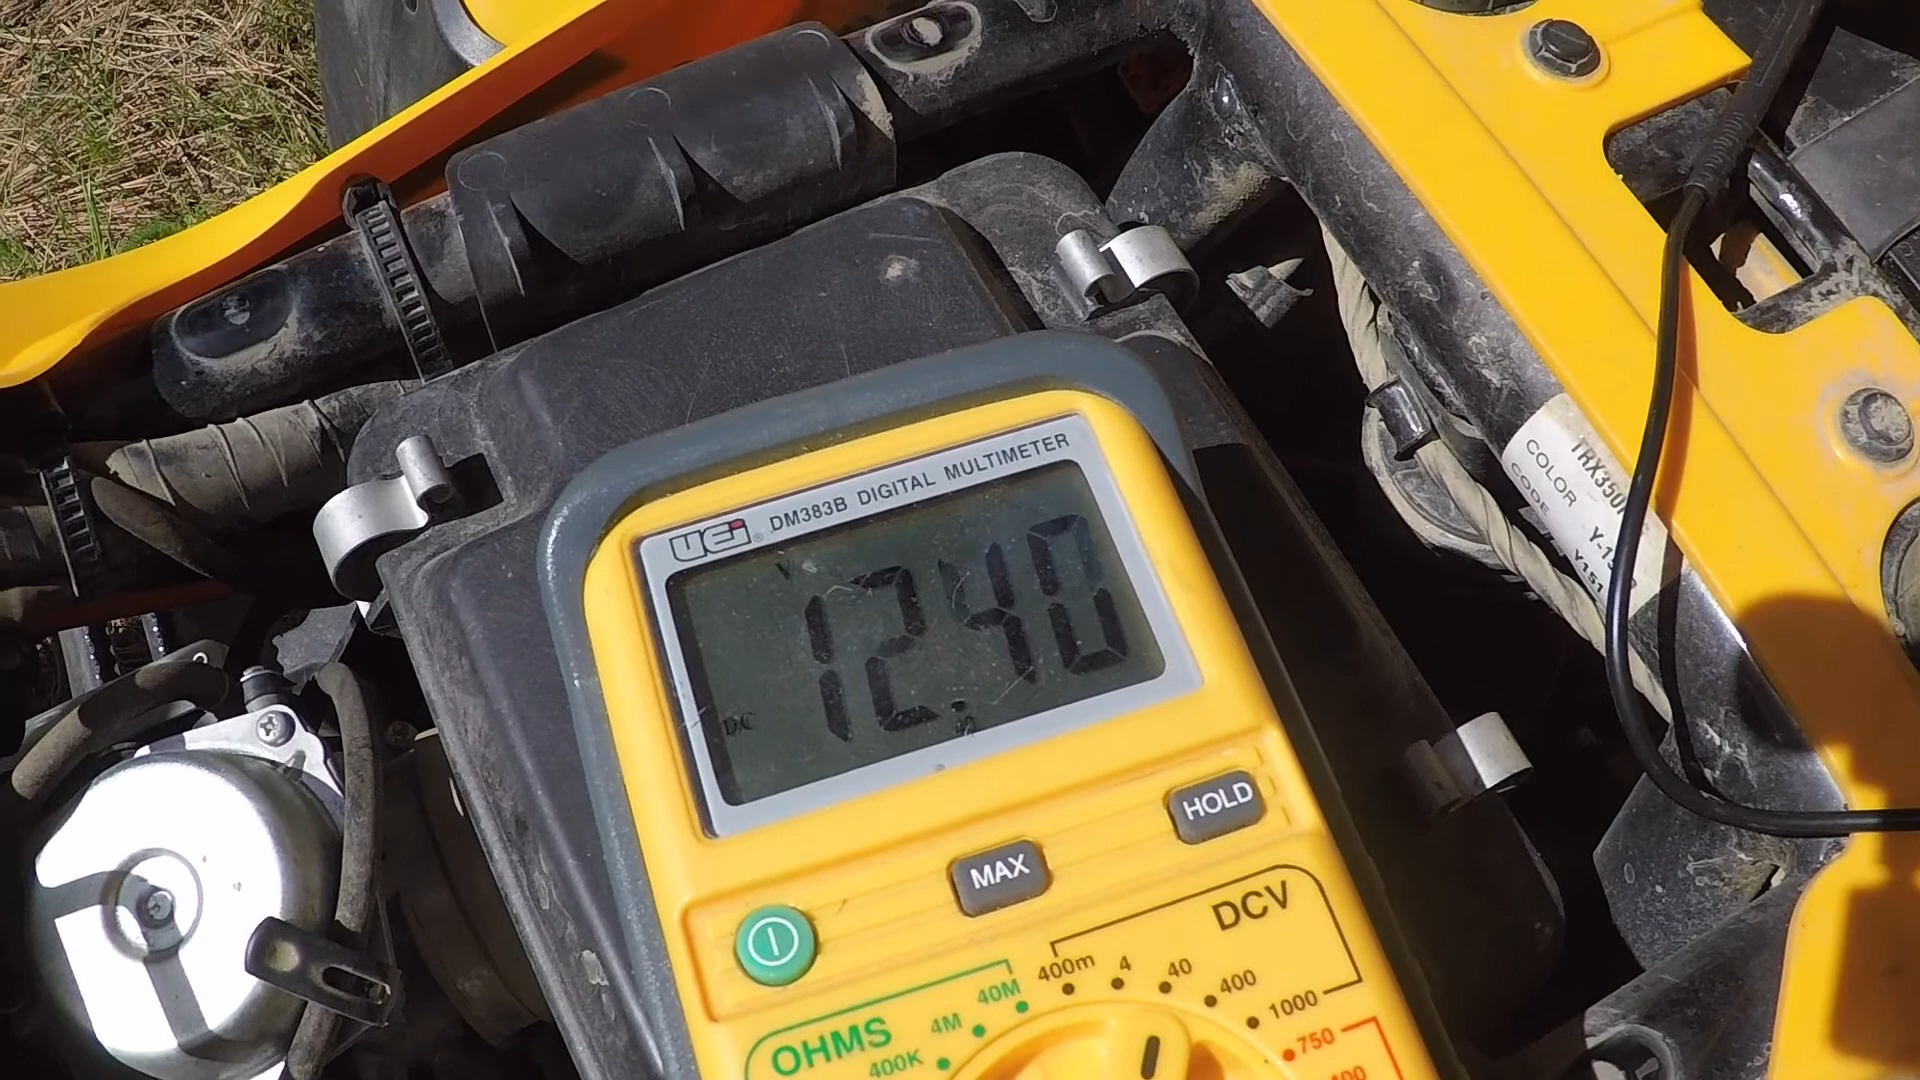 UEi® DM383B DIGITAL MULTIMETER
V
12.40
DC
40
HOLD
MAX
DCV
400m
4
40
400
1000
OHMS
40M
4M
400K
750
TRX350
COLOR
CODE